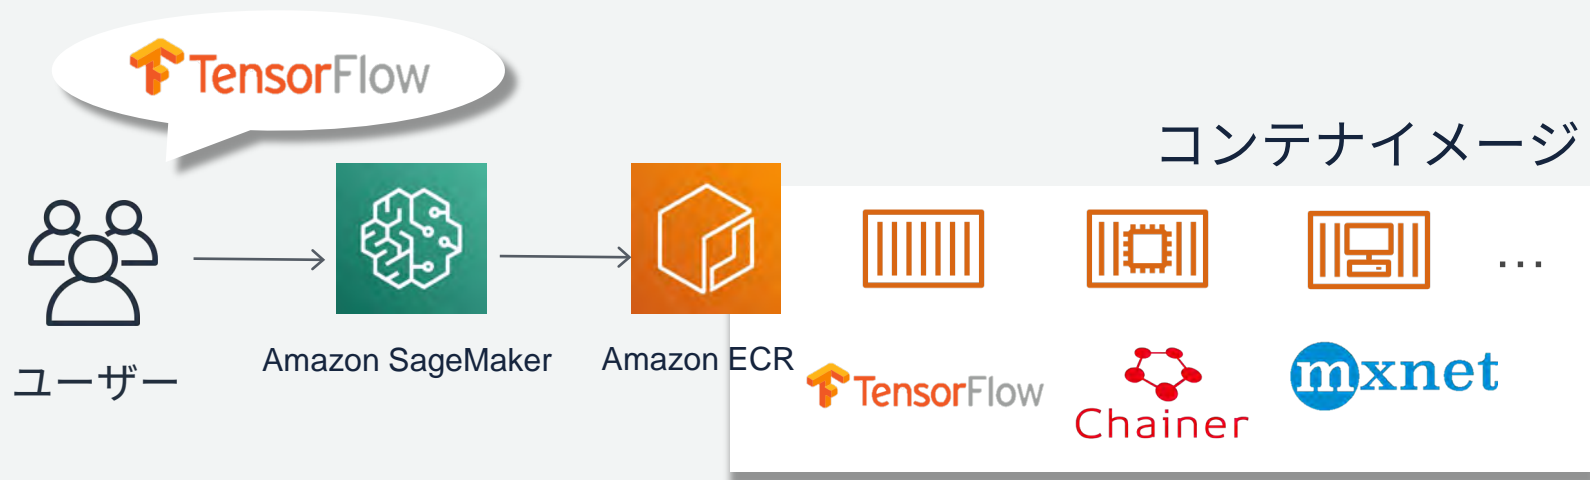 TensorFlow
コンテナイメージ
...
ユーザー
Amazon SageMaker
Amazon ECR
TensorFlow
Chainer
mxnet